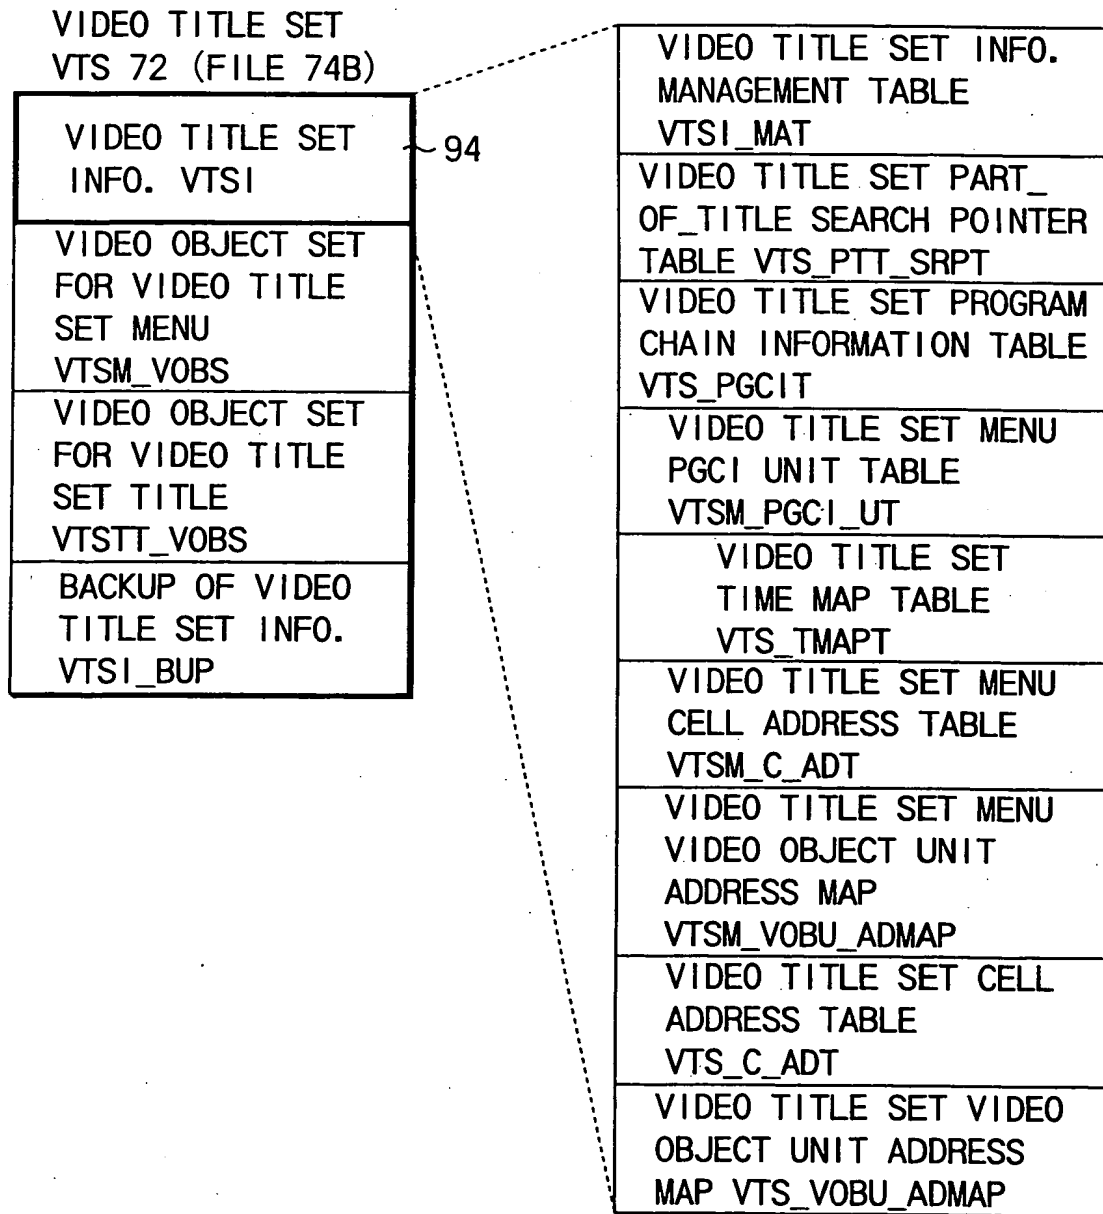 VIDEO TITLE SET
VTS 72 (FILE 74B)
VIDEO TITLE SET
INFO. VTSI
94
VIDEO OBJECT SET
FOR VIDEO TITLE
SET MENU
VTSM_VOBS
VIDEO OBJECT SET
FOR VIDEO TITLE
SET TITLE
VTSTT_VOBS
BACKUP OF VIDEO
TITLE SET INFO.
VTSI_BUP
VIDEO TITLE SET INFO.
MANAGEMENT TABLE
VTSI_MAT
VIDEO TITLE SET PART_
OF_TITLE SEARCH POINTER
TABLE VTS_PTT_SRPT
VIDEO TITLE SET PROGRAM
CHAIN INFORMATION TABLE
VTS_PGCIT
VIDEO TITLE SET MENU
PGCI UNIT TABLE
VTSM_PGCI_UT
VIDEO TITLE SET
TIME MAP TABLE
VTS_TMAPT
VIDEO TITLE SET MENU
CELL ADDRESS TABLE
VTSM_C_ADT
VIDEO TITLE SET MENU
VIDEO OBJECT UNIT
ADDRESS MAP
VTSM_VOBU_ADMAP
VIDEO TITLE SET CELL
ADDRESS TABLE
VTS_C_ADT
VIDEO TITLE SET VIDEO
OBJECT UNIT ADDRESS
MAP VTS_VOBU_ADMAP